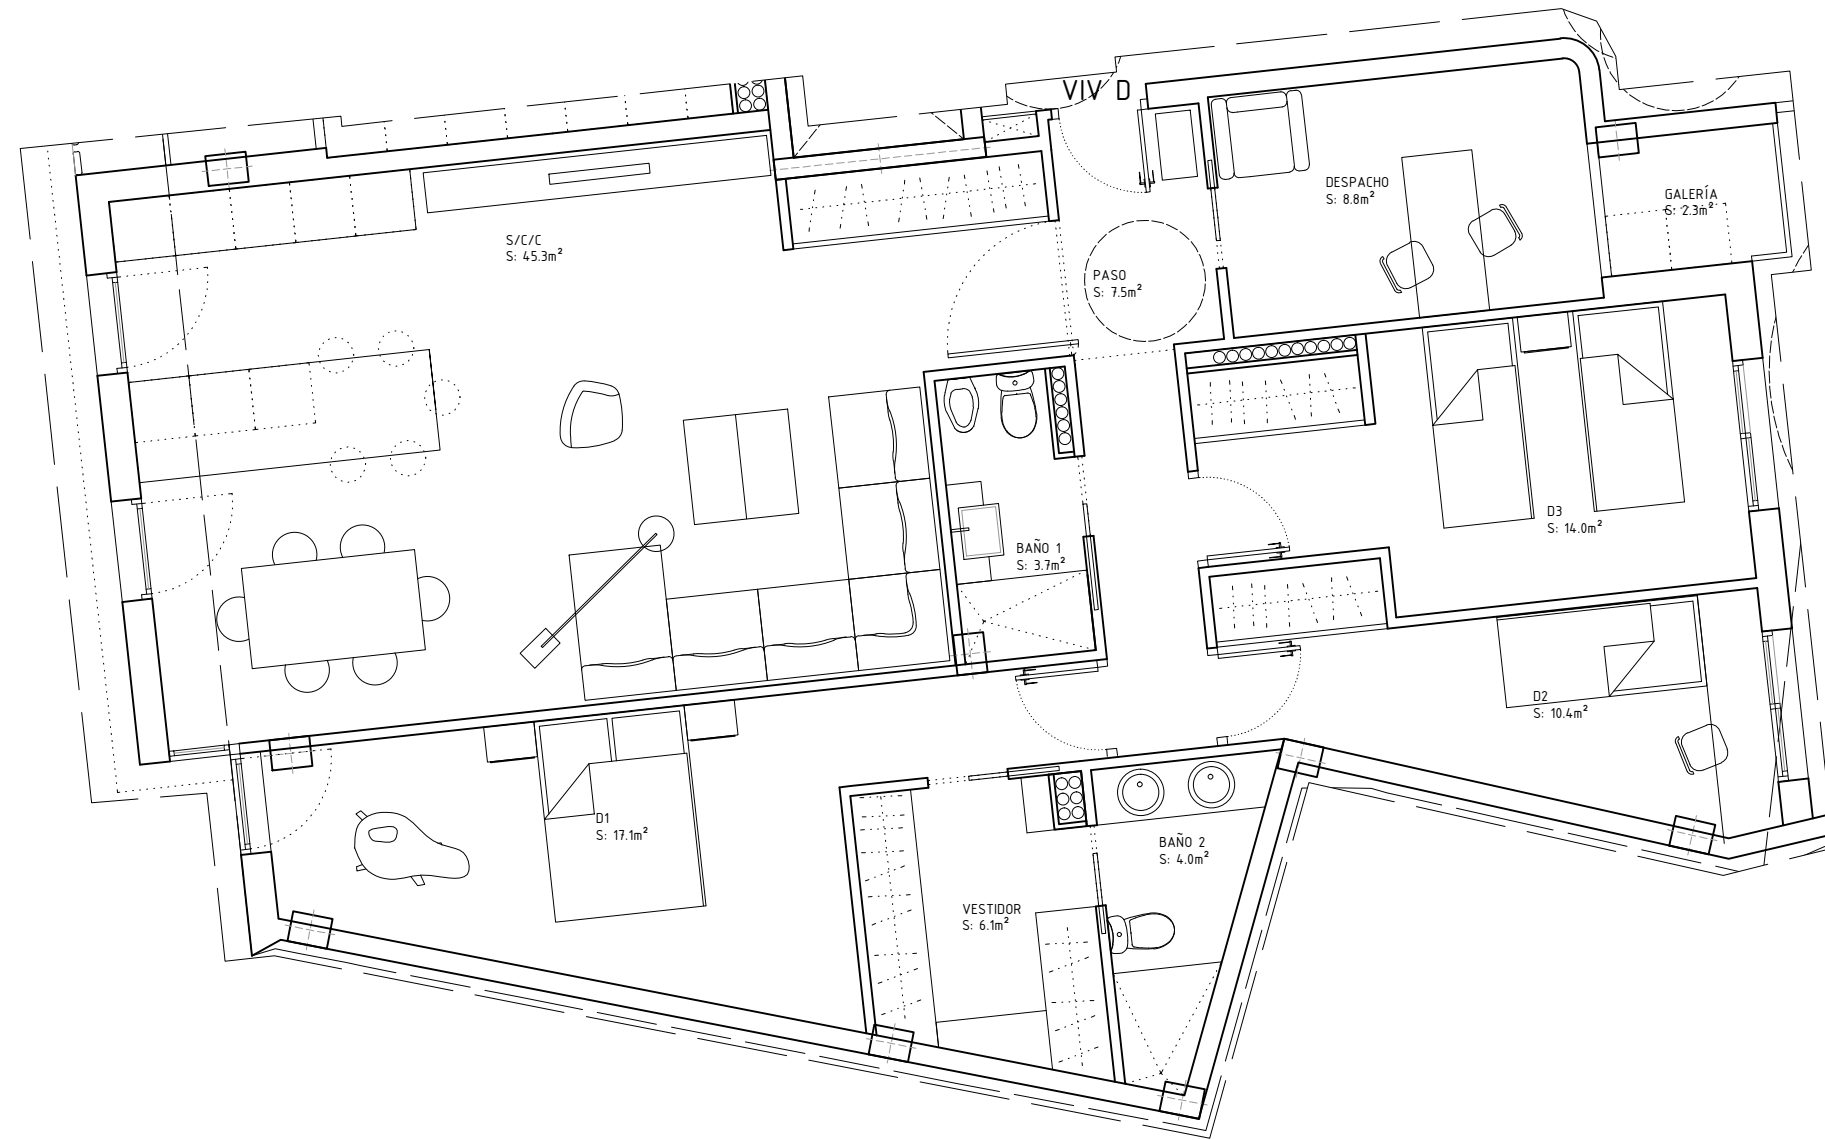 VIV D
DESPACHO
S: 8.8m²
GALERÍA
S: 2.3m²
S/C/C
S: 45.3m²
PASO
S: 7.5m²
D3
S: 14.0m²
BAÑO 1
S: 3.7m²
D2
S: 10.4m²
D1
S: 17.1m²
BAÑO 2
S: 4.0m²
VESTIDOR
S: 6.1m²